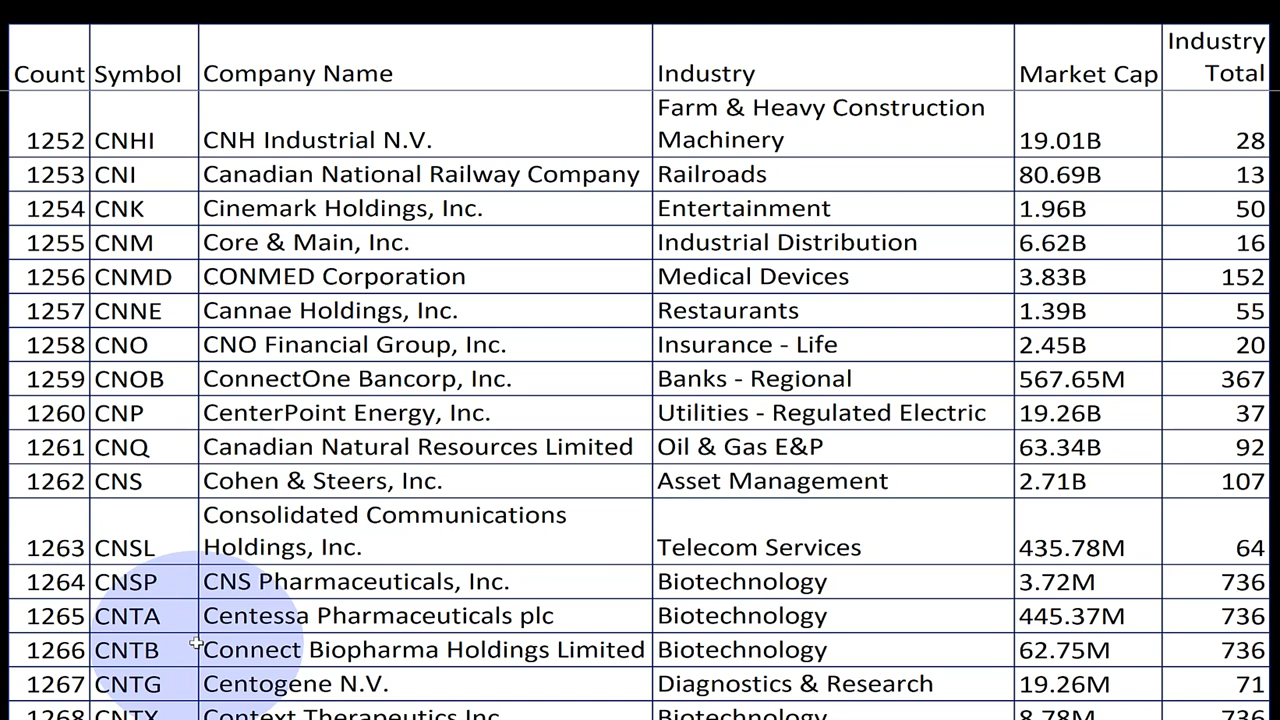 Count Symbol Company Name Industry Market Cap Industry Total
1252 CNHI CNH Industrial N.V. Farm & Heavy Construction Machinery 19.01B 28
1253 CNI Canadian National Railway Company Railroads 80.69B 13
1254 CNK Cinemark Holdings, Inc. Entertainment 1.96B 50
1255 CNM Core & Main, Inc. Industrial Distribution 6.62B 16
1256 CNMD CONMED Corporation Medical Devices 3.83B 152
1257 CNNE Cannae Holdings, Inc. Restaurants 1.39B 55
1258 CNO CNO Financial Group, Inc. Insurance - Life 2.45B 20
1259 CNOB ConnectOne Bancorp, Inc. Banks - Regional 567.65M 367
1260 CNP CenterPoint Energy, Inc. Utilities - Regulated Electric 19.26B 37
1261 CNQ Canadian Natural Resources Limited Oil & Gas E&P 63.34B 92
1262 CNS Cohen & Steers, Inc. Asset Management 2.71B 107
1263 CNSL Consolidated Communications Holdings, Inc. Telecom Services 435.78M 64
1264 CNSP CNS Pharmaceuticals, Inc. Biotechnology 3.72M 736
1265 CNTA Centessa Pharmaceuticals plc Biotechnology 445.37M 736
1266 CNTB Connect Biopharma Holdings Limited Biotechnology 62.75M 736
1267 CNTG Centogene N.V. Diagnostics & Research 19.26M 71
1268 CNTX Context Therapeutics Inc. Biotechnology 8.78M 736